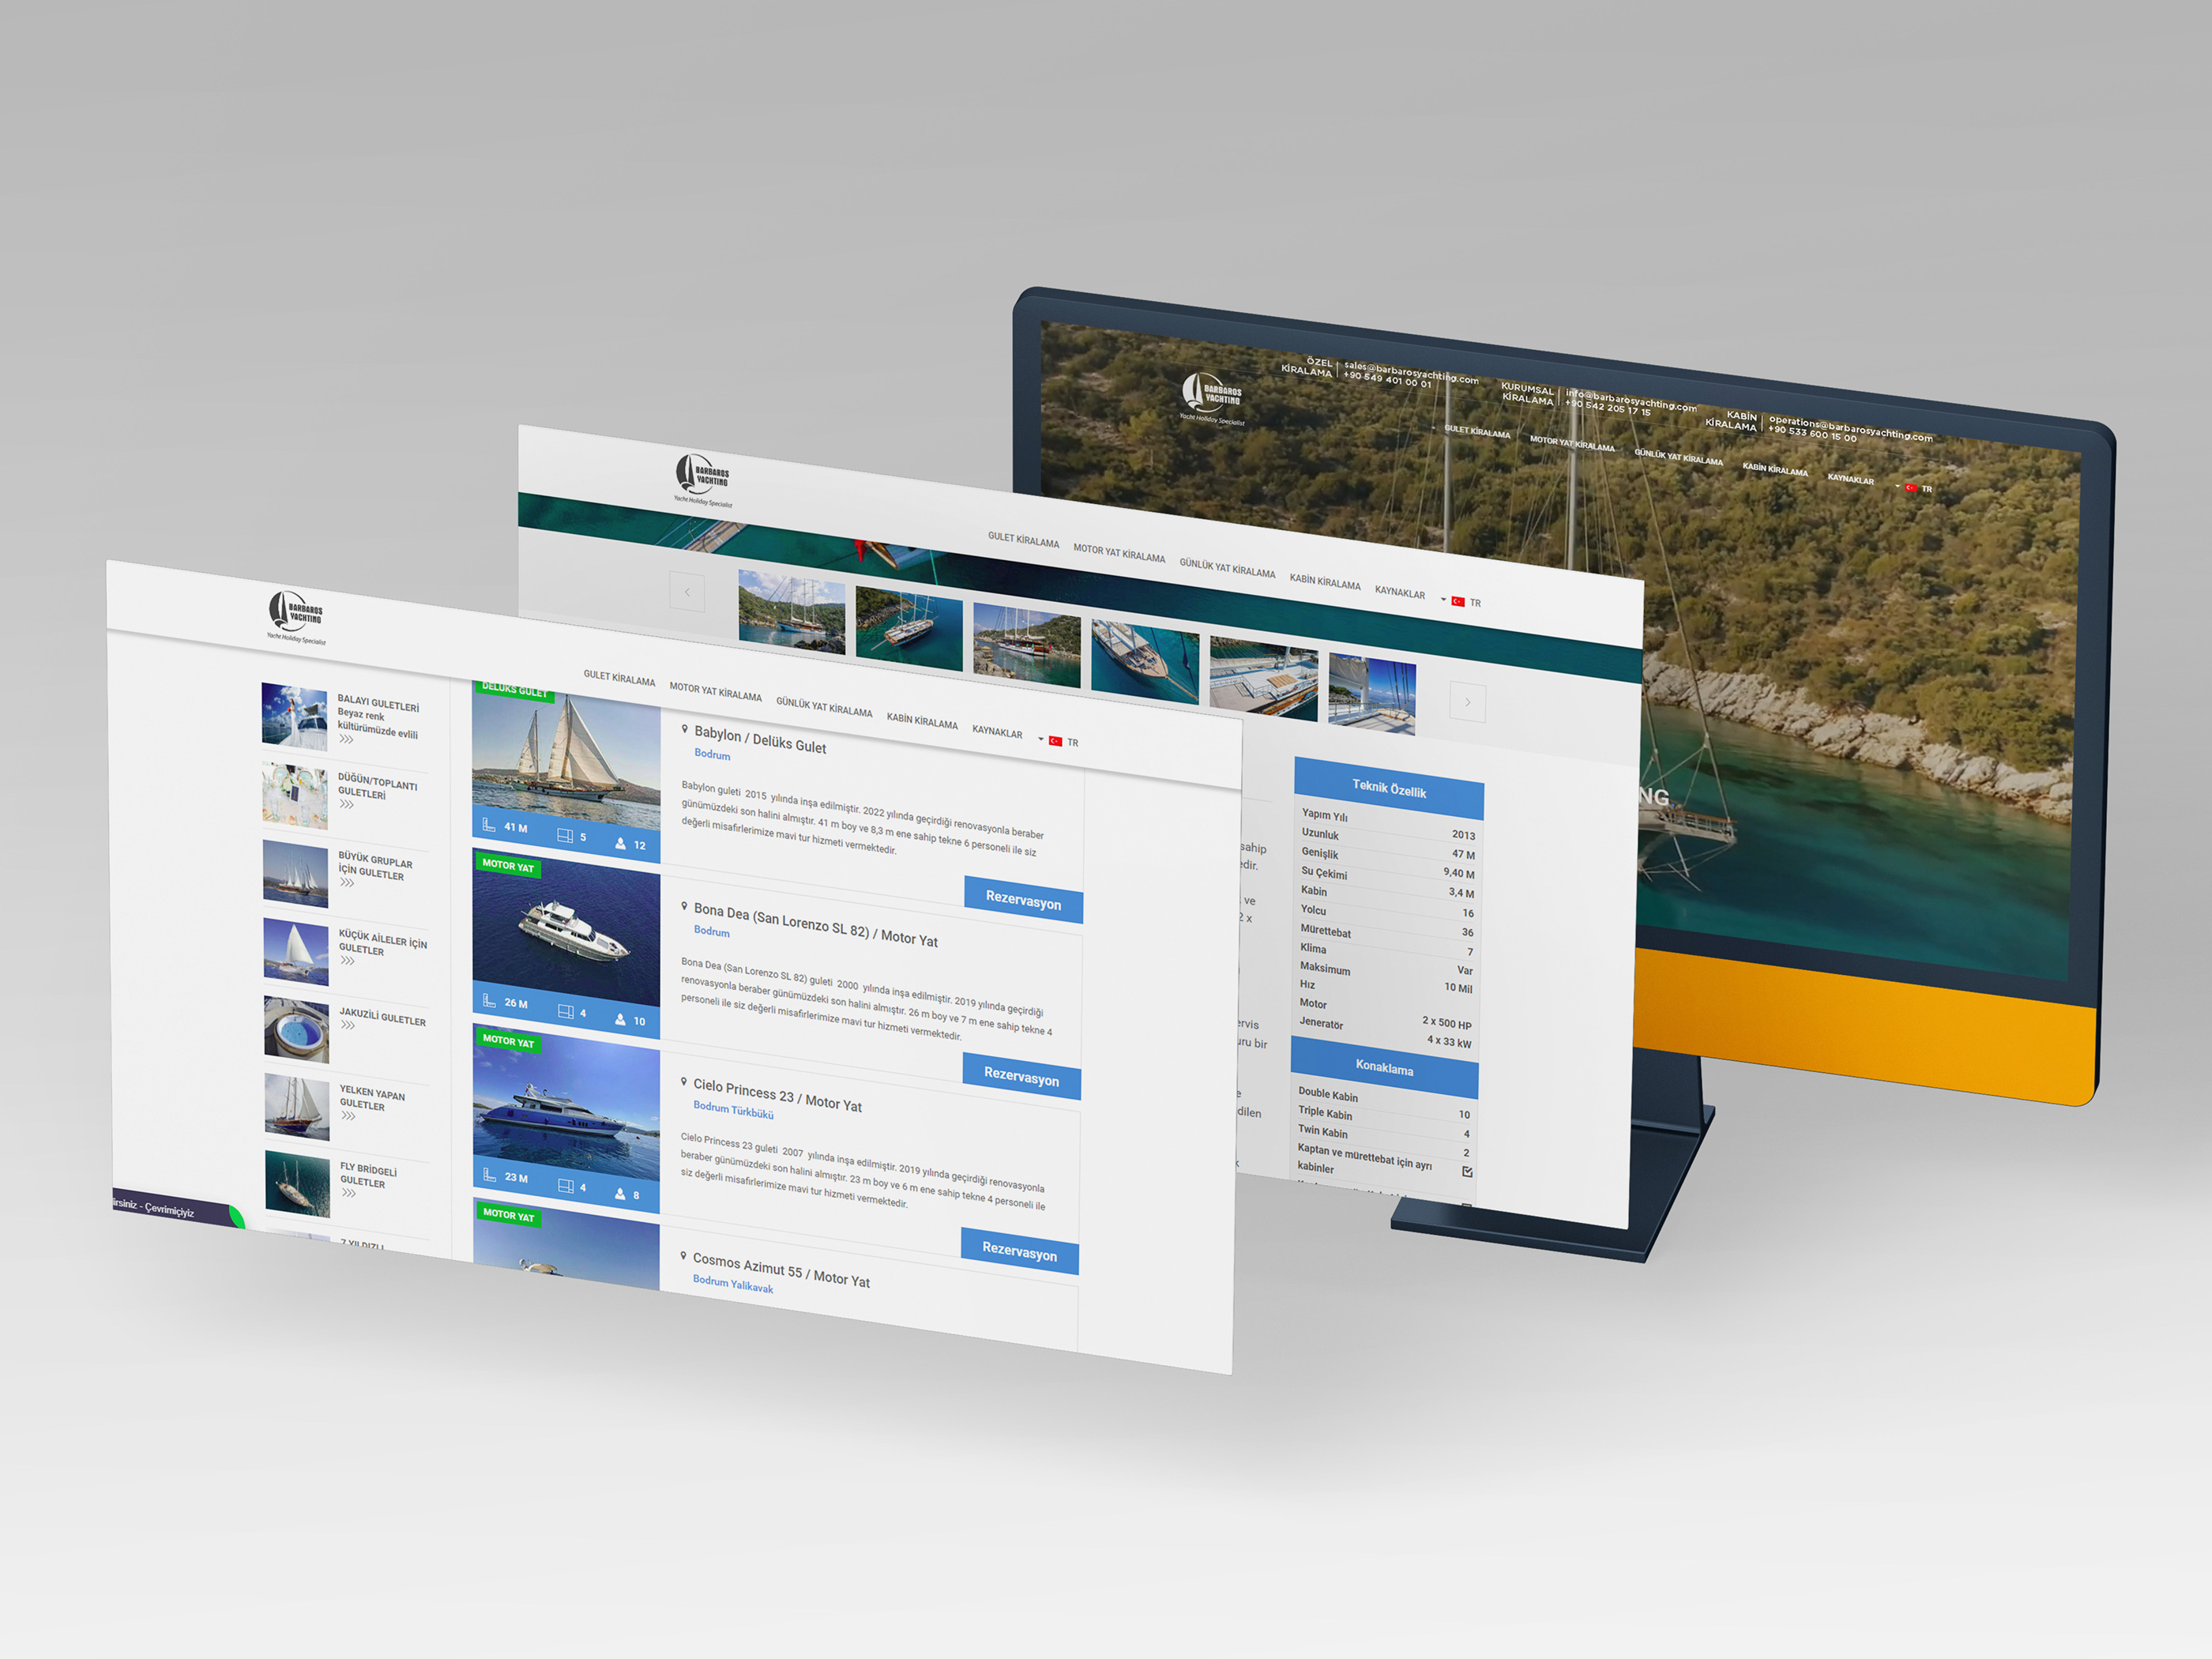 BARBAROS
YACHTING
Yacht Holiday Specialist
ÖZEL
KİRALAMA
sales@barbarosyachting.com
+90 549 401 00 01
KURUMSAL
KİRALAMA
info@barbarosyachting.com
+90 542 205 17 15
KABİN
KİRALAMA
operations@barbarosyachting.com
+90 533 600 15 00
GULET KİRALAMA
MOTOR YAT KİRALAMA
GÜNLÜK YAT KİRALAMA
KABİN KİRALAMA
KAYNAKLAR
TR
NG
BARBAROS
YACHTING
Yacht Holiday Specialist
GULET KİRALAMA
MOTOR YAT KİRALAMA
GÜNLÜK YAT KİRALAMA
KABİN KİRALAMA
KAYNAKLAR
TR
sahip
edir.
ve
2 x
ervis
uru bir
e
dilen
k
Teknik Özellik
Yapım Yılı 2013
Uzunluk 47 M
Genişlik 9,40 M
Su Çekimi 3,4 M
Kabin 16
Yolcu 36
Mürettebat 7
Klima Var
Maksimum 10 Mil
Hız
Motor 2 x 500 HP
Jeneratör 4 x 33 kW
Konaklama
Double Kabin 10
Triple Kabin 4
Twin Kabin 2
Kaptan ve mürettebat için ayrı
kabinler
BARBAROS
YACHTING
Yacht Holiday Specialist
GULET KİRALAMA
MOTOR YAT KİRALAMA
GÜNLÜK YAT KİRALAMA
KABİN KİRALAMA
KAYNAKLAR
TR
BALAYI GULETLERİ
Beyaz renk
kültürümüzde evlili
DÜĞÜN/TOPLANTI
GULETLERİ
BÜYÜK GRUPLAR
İÇİN GULETLER
KÜÇÜK AİLELER İÇİN
GULETLER
JAKUZİLİ GULETLER
YELKEN YAPAN
GULETLER
FLY BRİDGELİ
GULETLER
7 YILDIZLI
irsiniz - Çevrimiçiyiz
DELÜKS GULET
41 M 5 12
Babylon / Delüks Gulet
Bodrum
Babylon guleti 2015 yılında inşa edilmiştir. 2022 yılında geçirdiği renovasyonla beraber
günümüzdeki son halini almıştır. 41 m boy ve 8,3 m ene sahip tekne 6 personeli ile siz
değerli misafirlerimize mavi tur hizmeti vermektedir.
Rezervasyon
MOTOR YAT
26 M 4 10
Bona Dea (San Lorenzo SL 82) / Motor Yat
Bodrum
Bona Dea (San Lorenzo SL 82) guleti 2000 yılında inşa edilmiştir. 2019 yılında geçirdiği
renovasyonla beraber günümüzdeki son halini almıştır. 26 m boy ve 7 m ene sahip tekne 4
personeli ile siz değerli misafirlerimize mavi tur hizmeti vermektedir.
Rezervasyon
MOTOR YAT
23 M 4 8
Cielo Princess 23 / Motor Yat
Bodrum Türkbükü
Cielo Princess 23 guleti 2007 yılında inşa edilmiştir. 2019 yılında geçirdiği renovasyonla
beraber günümüzdeki son halini almıştır. 23 m boy ve 6 m ene sahip tekne 4 personeli ile
siz değerli misafirlerimize mavi tur hizmeti vermektedir.
Rezervasyon
MOTOR YAT
Cosmos Azimut 55 / Motor Yat
Bodrum Yalikavak